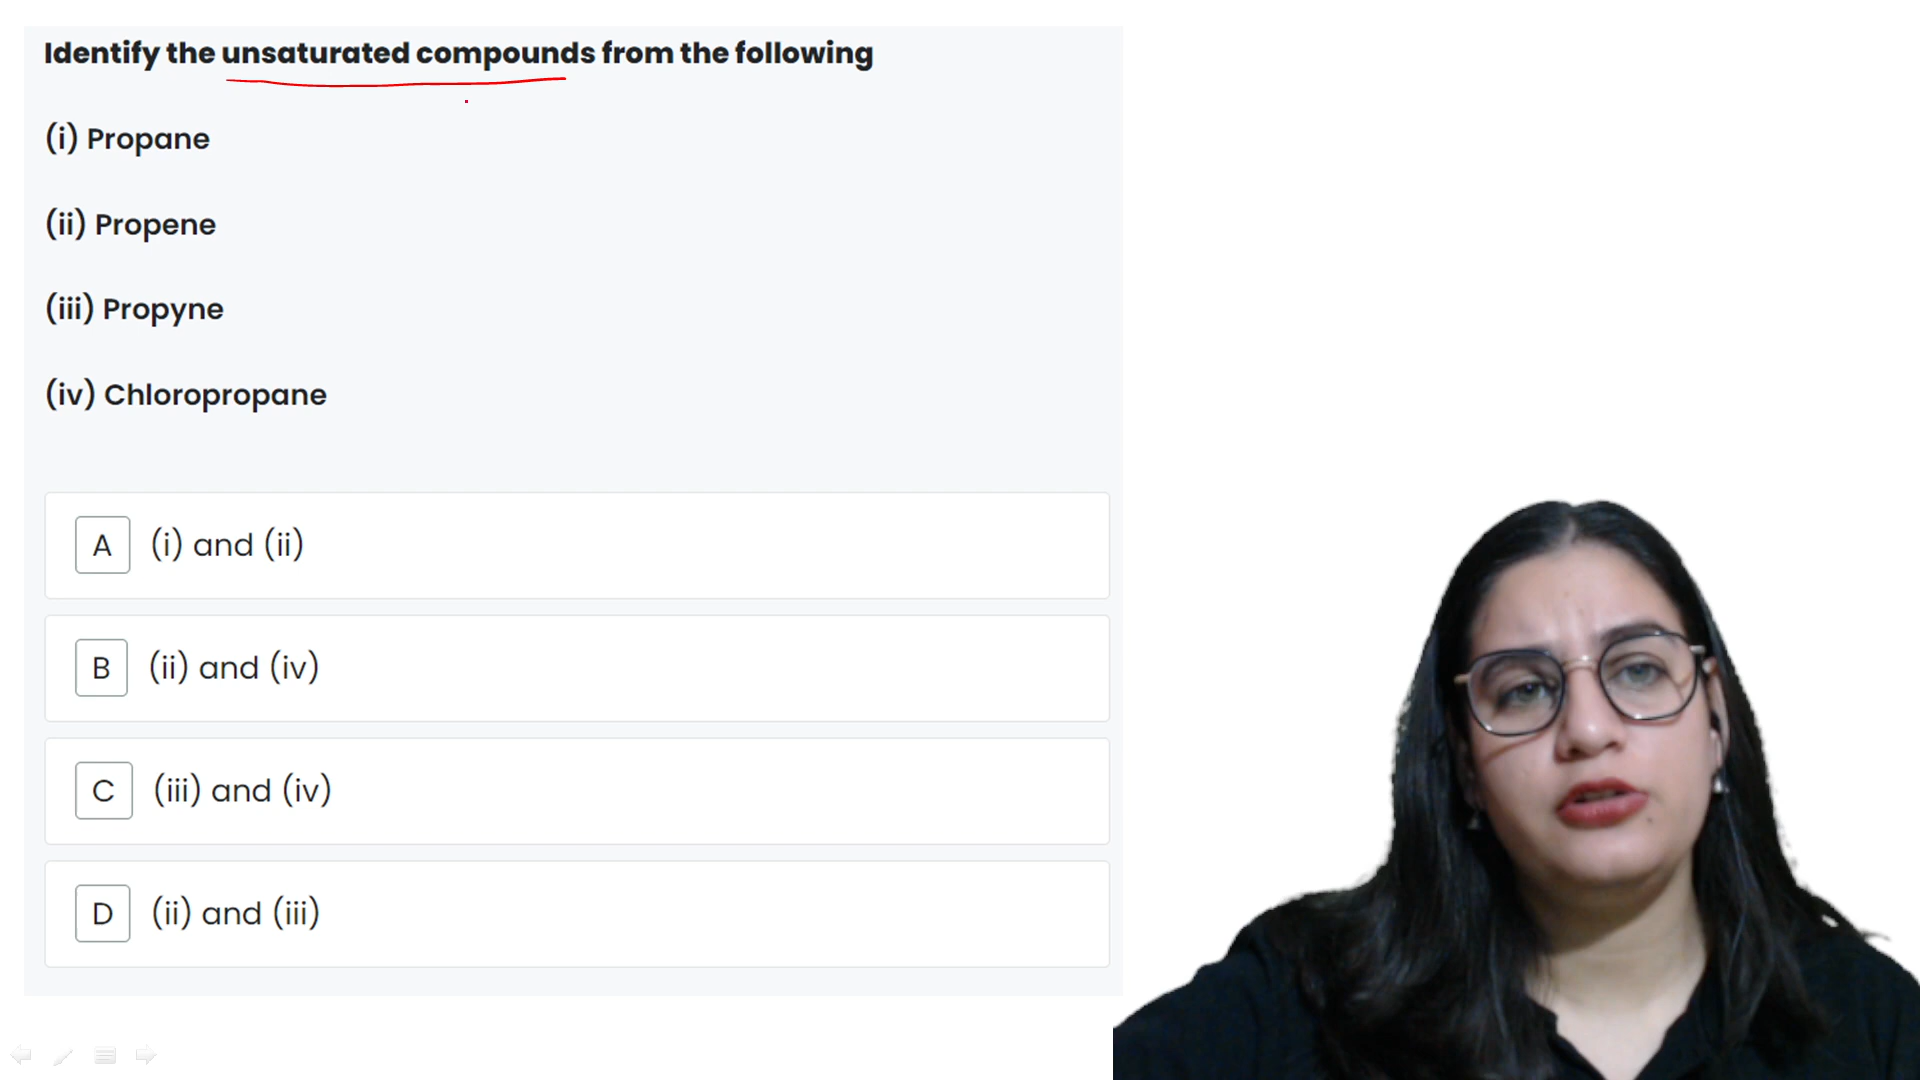 Identify the unsaturated compounds from the following
(i) Propane
(ii) Propene
(iii) Propyne
(iv) Chloropropane
A (i) and (ii)
B (ii) and (iv)
C (iii) and (iv)
D (ii) and (iii)